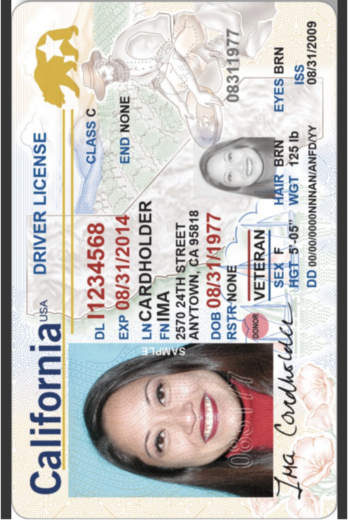 California USA DRIVER LICENSE
DL I1234568 CLASS C
EXP 08/31/2014 END NONE
LN CARDHOLDER
FN IMA
2570 24TH STREET
ANYTOWN, CA 95818
DOB 08/31/1977
RSTR NONE
08311977
VETERAN
DONOR
SEX F HAIR BRN EYES BRN
HGT 5'-05" WGT 125 lb ISS
DD 00/00/0000NNNAN/ANFD/YY 08/31/2009
SAMPLE
083177
Ima Cardholder